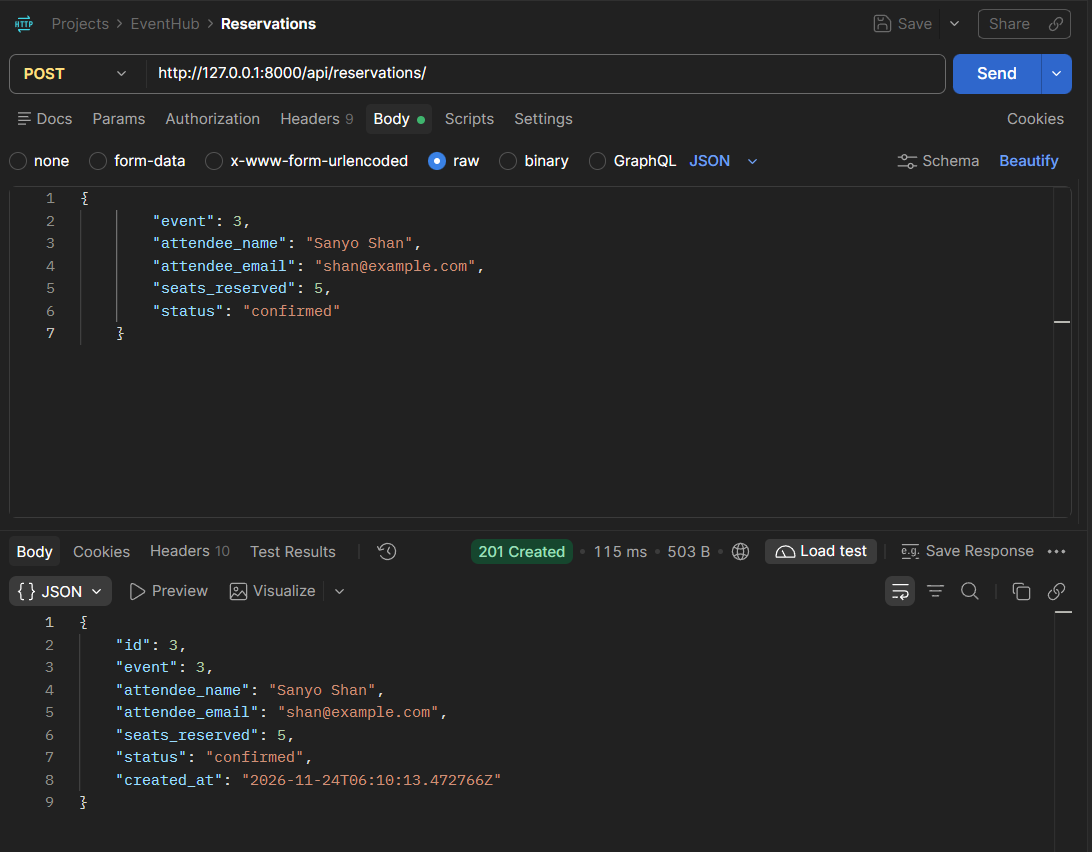 HTTP Projects > EventHub > Reservations Save Share
POST http://127.0.0.1:8000/api/reservations/ Send
Docs Params Authorization Headers 9 Body Scripts Settings Cookies
none form-data x-www-form-urlencoded raw binary GraphQL JSON Schema Beautify
1 {
2 "event": 3,
3 "attendee_name": "Sanyo Shan",
4 "attendee_email": "shan@example.com",
5 "seats_reserved": 5,
6 "status": "confirmed"
7 }
Body Cookies Headers 10 Test Results 201 Created • 115 ms • 503 B • Load test e.g. Save Response
{} JSON Preview Visualize
1 {
2 "id": 3,
3 "event": 3,
4 "attendee_name": "Sanyo Shan",
5 "attendee_email": "shan@example.com",
6 "seats_reserved": 5,
7 "status": "confirmed",
8 "created_at": "2026-11-24T06:10:13.472766Z"
9 }